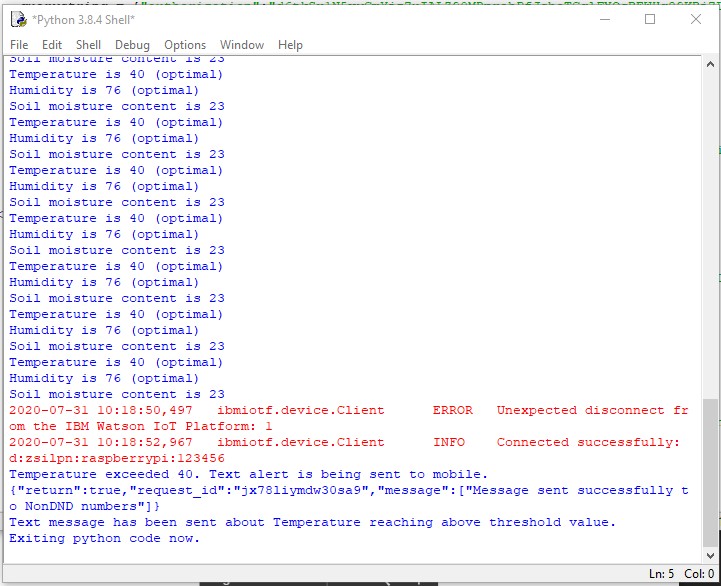 *Python 3.8.4 Shell*
File Edit Shell Debug Options Window Help
Soil moisture content is 23
Temperature is 40 (optimal)
Humidity is 76 (optimal)
Soil moisture content is 23
Temperature is 40 (optimal)
Humidity is 76 (optimal)
Soil moisture content is 23
Temperature is 40 (optimal)
Humidity is 76 (optimal)
Soil moisture content is 23
Temperature is 40 (optimal)
Humidity is 76 (optimal)
Soil moisture content is 23
Temperature is 40 (optimal)
Humidity is 76 (optimal)
Soil moisture content is 23
Temperature is 40 (optimal)
Humidity is 76 (optimal)
Soil moisture content is 23
Temperature is 40 (optimal)
Humidity is 76 (optimal)
Soil moisture content is 23
2020-07-31 10:18:50,497 ibmiotf.device.Client ERROR Unexpected disconnect fr
om the IBM Watson IoT Platform: 1
2020-07-31 10:18:52,967 ibmiotf.device.Client INFO Connected successfully:
d:zsilpn:raspberrypi:123456
Temperature exceeded 40. Text alert is being sent to mobile.
{"return":true,"request_id":"jx78liymdw30sa9","message":["Message sent successfully t
o NonDND numbers"]}
Text message has been sent about Temperature reaching above threshold value.
Exiting python code now.
Ln: 5 Col: 0